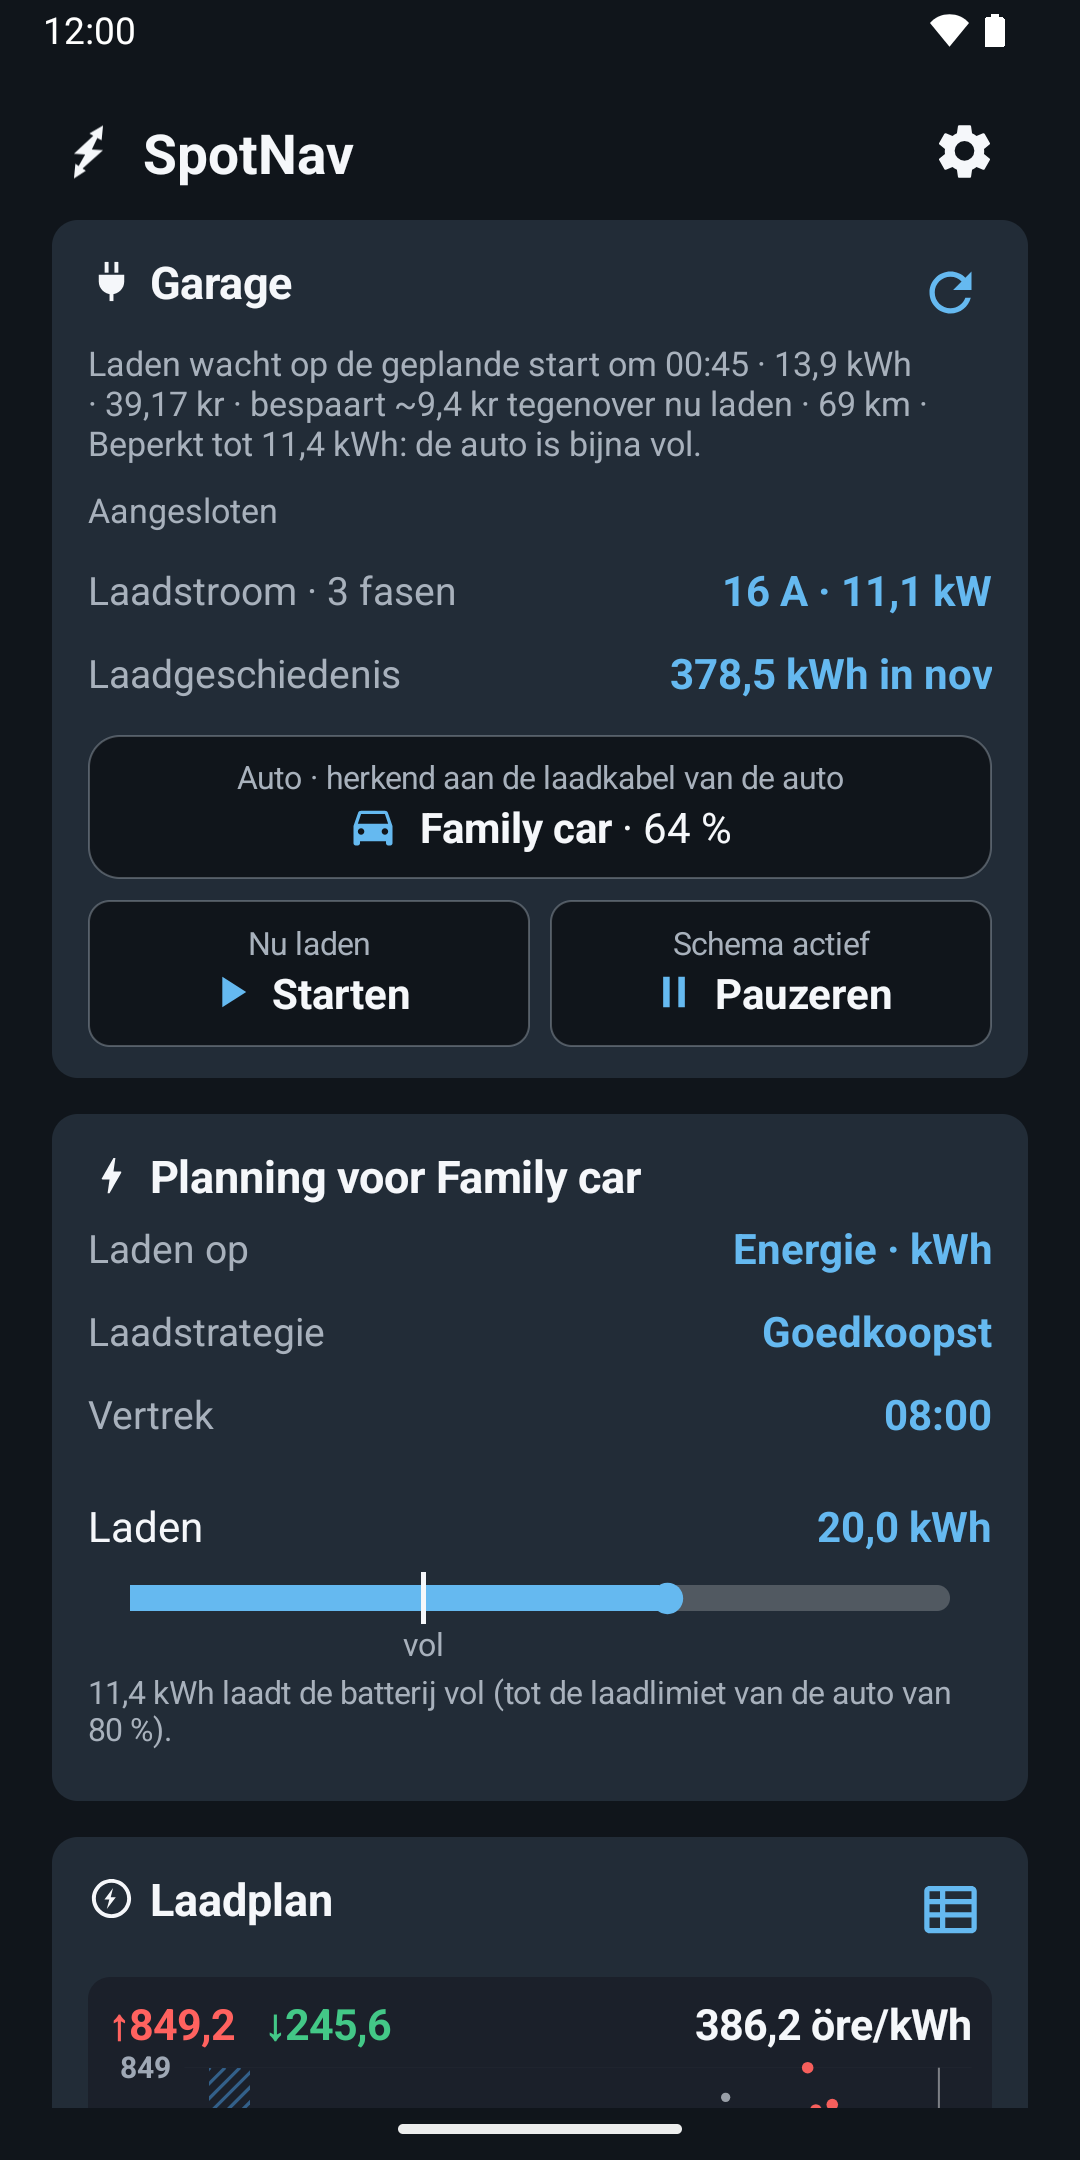 12:00
SpotNav
Garage
Laden wacht op de geplande start om 00:45 · 13,9 kWh
· 39,17 kr · bespaart ~9,4 kr tegenover nu laden · 69 km ·
Beperkt tot 11,4 kWh: de auto is bijna vol.
Aangesloten
Laadstroom · 3 fasen 16 A · 11,1 kW
Laadgeschiedenis 378,5 kWh in nov
Auto · herkend aan de laadkabel van de auto
Family car · 64 %
Nu laden Schema actief
Starten Pauzeren
Planning voor Family car
Laden op Energie · kWh
Laadstrategie Goedkoopst
Vertrek 08:00
Laden 20,0 kWh
vol
11,4 kWh laadt de batterij vol (tot de laadlimiet van de auto van
80 %).
Laadplan
↑849,2 ↓245,6 386,2 öre/kWh
849